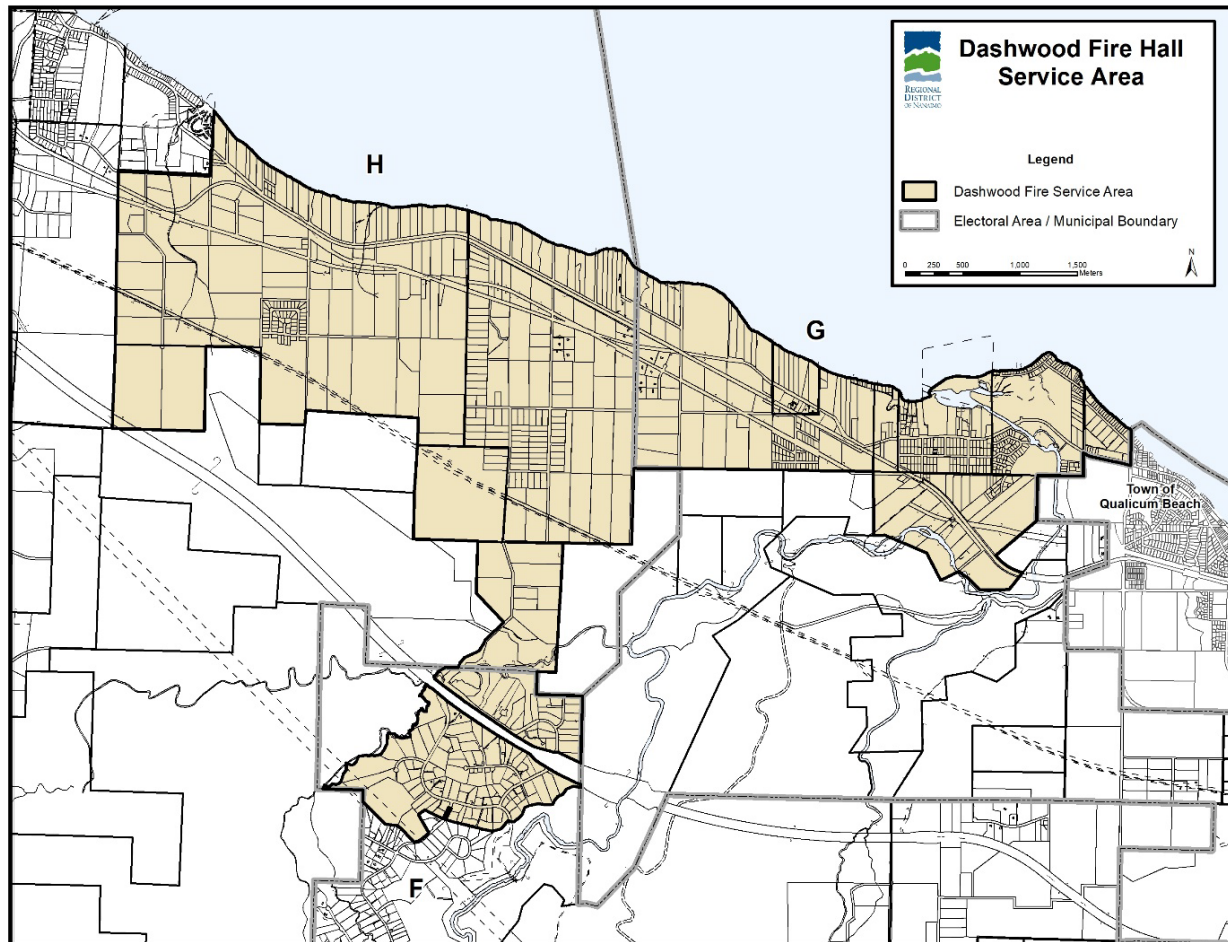 Dashwood Fire Hall
Service Area
REGIONAL
DISTRICT
OF NANAIMO
Legend
Dashwood Fire Service Area
Electoral Area / Municipal Boundary
N
0 250 500 1,000 1,500
Meters
H
G
Town of
Qualicum Beach
F